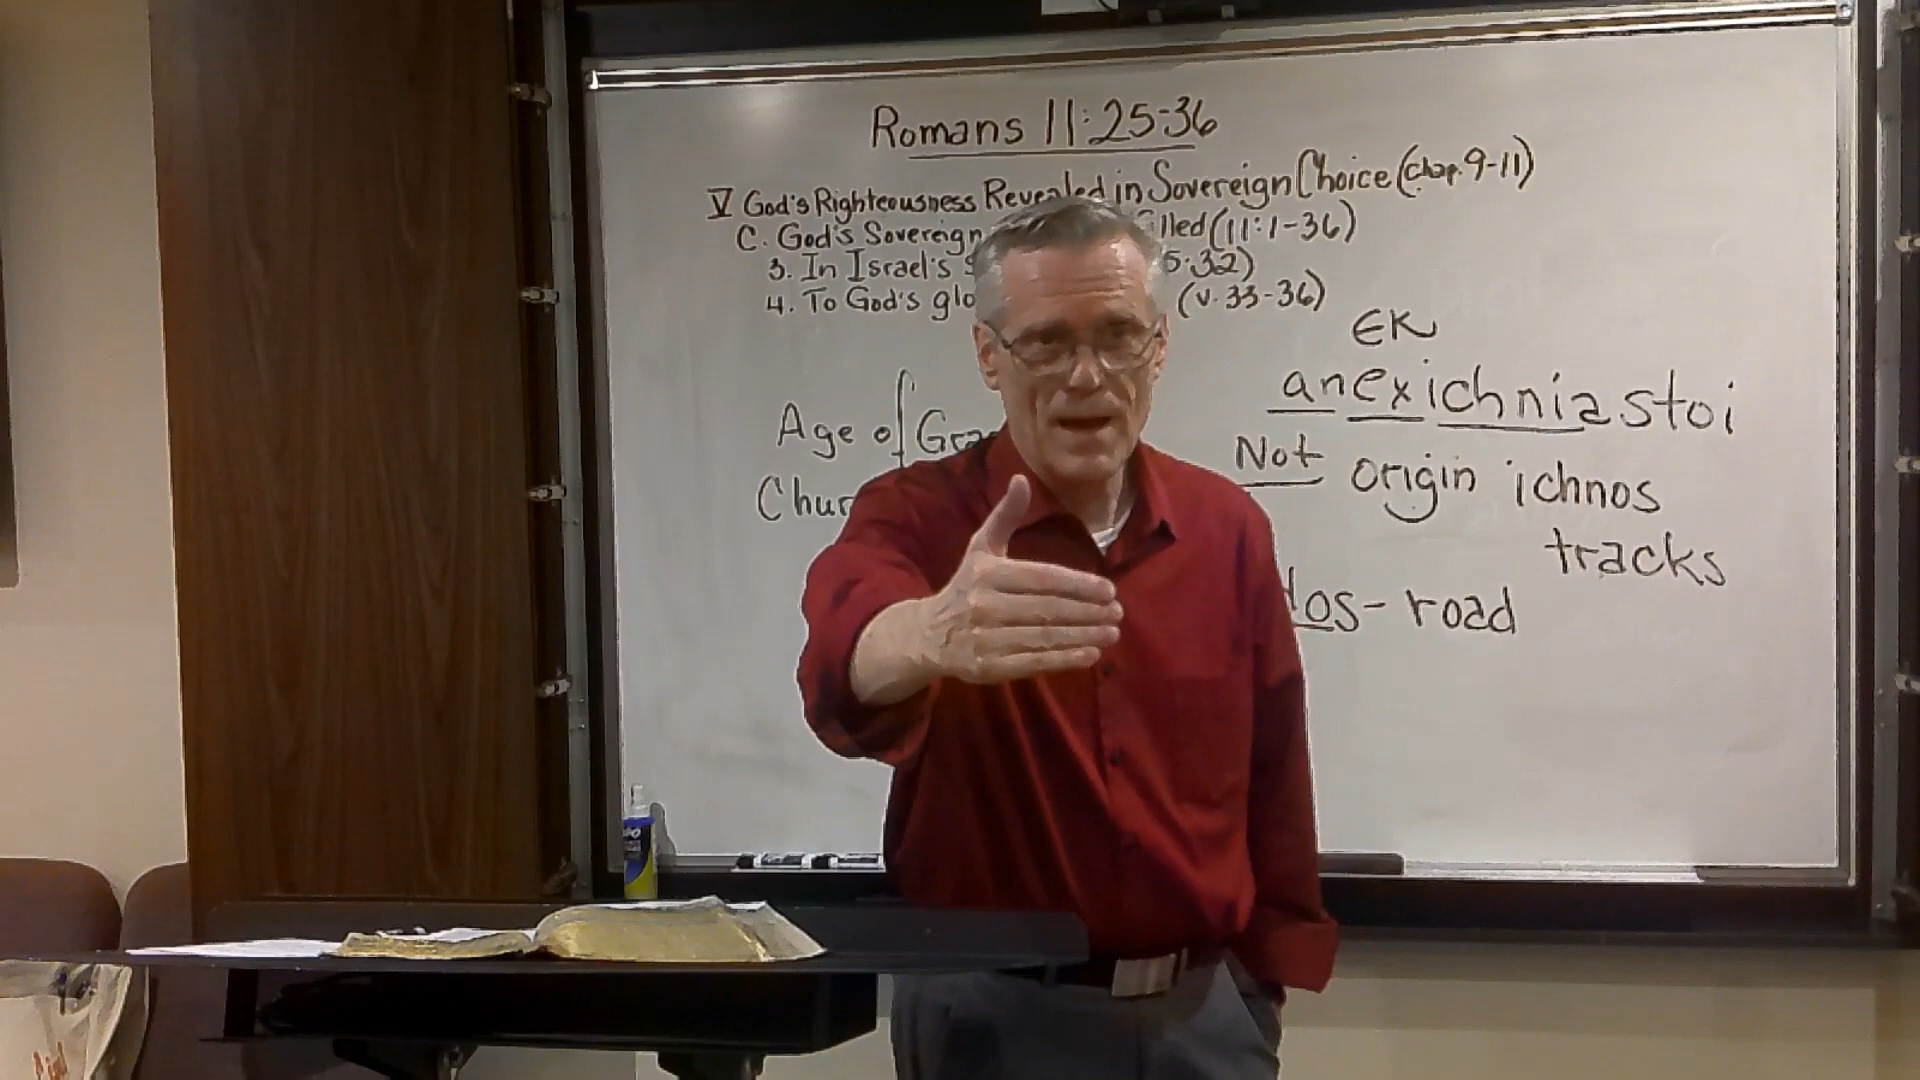 Romans 11:25-36
V God's Righteousness Revealed in Sovereign Choice (chap. 9-11)
C. God's Sovereign illed (11:1-36)
3. In Israel's S 5-32)
4. To God's glo (v. 33-36)
EK
anexichniastoi
Age of Gra
Not origin ichnos
Chur
tracks
dos - road